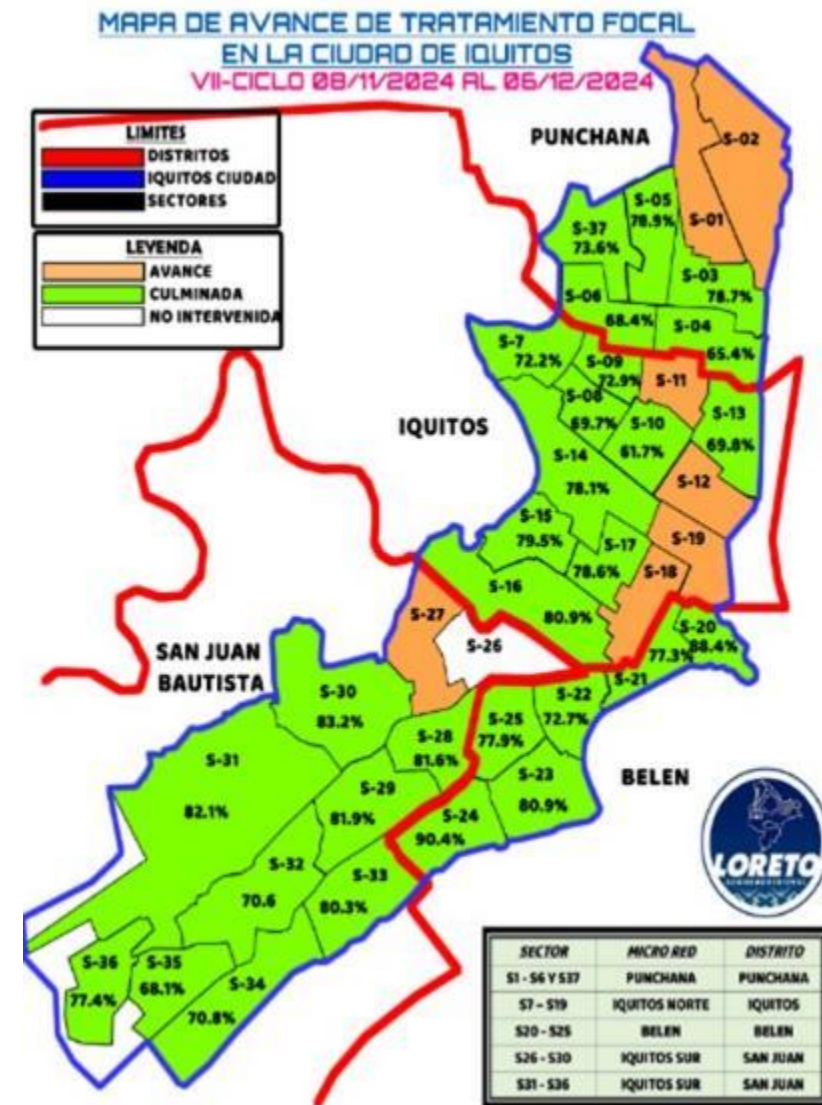 MAPA DE AVANCE DE TRATAMIENTO FOCAL
EN LA CIUDAD DE IQUITOS
VII-CICLO 08/11/2024 AL 06/12/2024
LIMITES
DISTRITOS
IQUITOS CIUDAD
SECTORES
LEYENDA
AVANCE
CULMINADA
NO INTERVENIDA
PUNCHANA
S-02
S-01
S-05
78.9%
S-37
73.6%
S-03
78.7%
S-06
68.4%
S-04
65.4%
S-7
72.2%
S-09
72.9%
S-11
S-08
69.7%
S-10
61.7%
S-13
69.8%
IQUITOS
S-14
78.1%
S-12
S-15
79.5%
S-17
78.6%
S-19
S-18
S-16
80.9%
S-27
S-26
S-20
88.4%
77.3%
S-21
SAN JUAN
BAUTISTA
S-30
83.2%
S-22
72.7%
S-25
77.9%
S-28
81.6%
S-31
82.1%
S-23
80.9%
BELEN
S-29
81.9%
S-24
90.4%
S-32
70.6
S-33
80.3%
S-36
77.4%
S-35
68.1%
S-34
70.8%
LORETO
SECTOR MICRO RED DISTRITO
S1 - S6 Y S37 PUNCHANA PUNCHANA
S7 - S19 IQUITOS NORTE IQUITOS
S20 - S25 BELEN BELEN
S26 - S30 IQUITOS SUR SAN JUAN
S31 - S36 IQUITOS SUR SAN JUAN